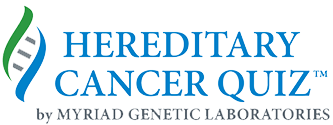 HEREDITARY
CANCER QUIZ™
by MYRIAD GENETIC LABORATORIES